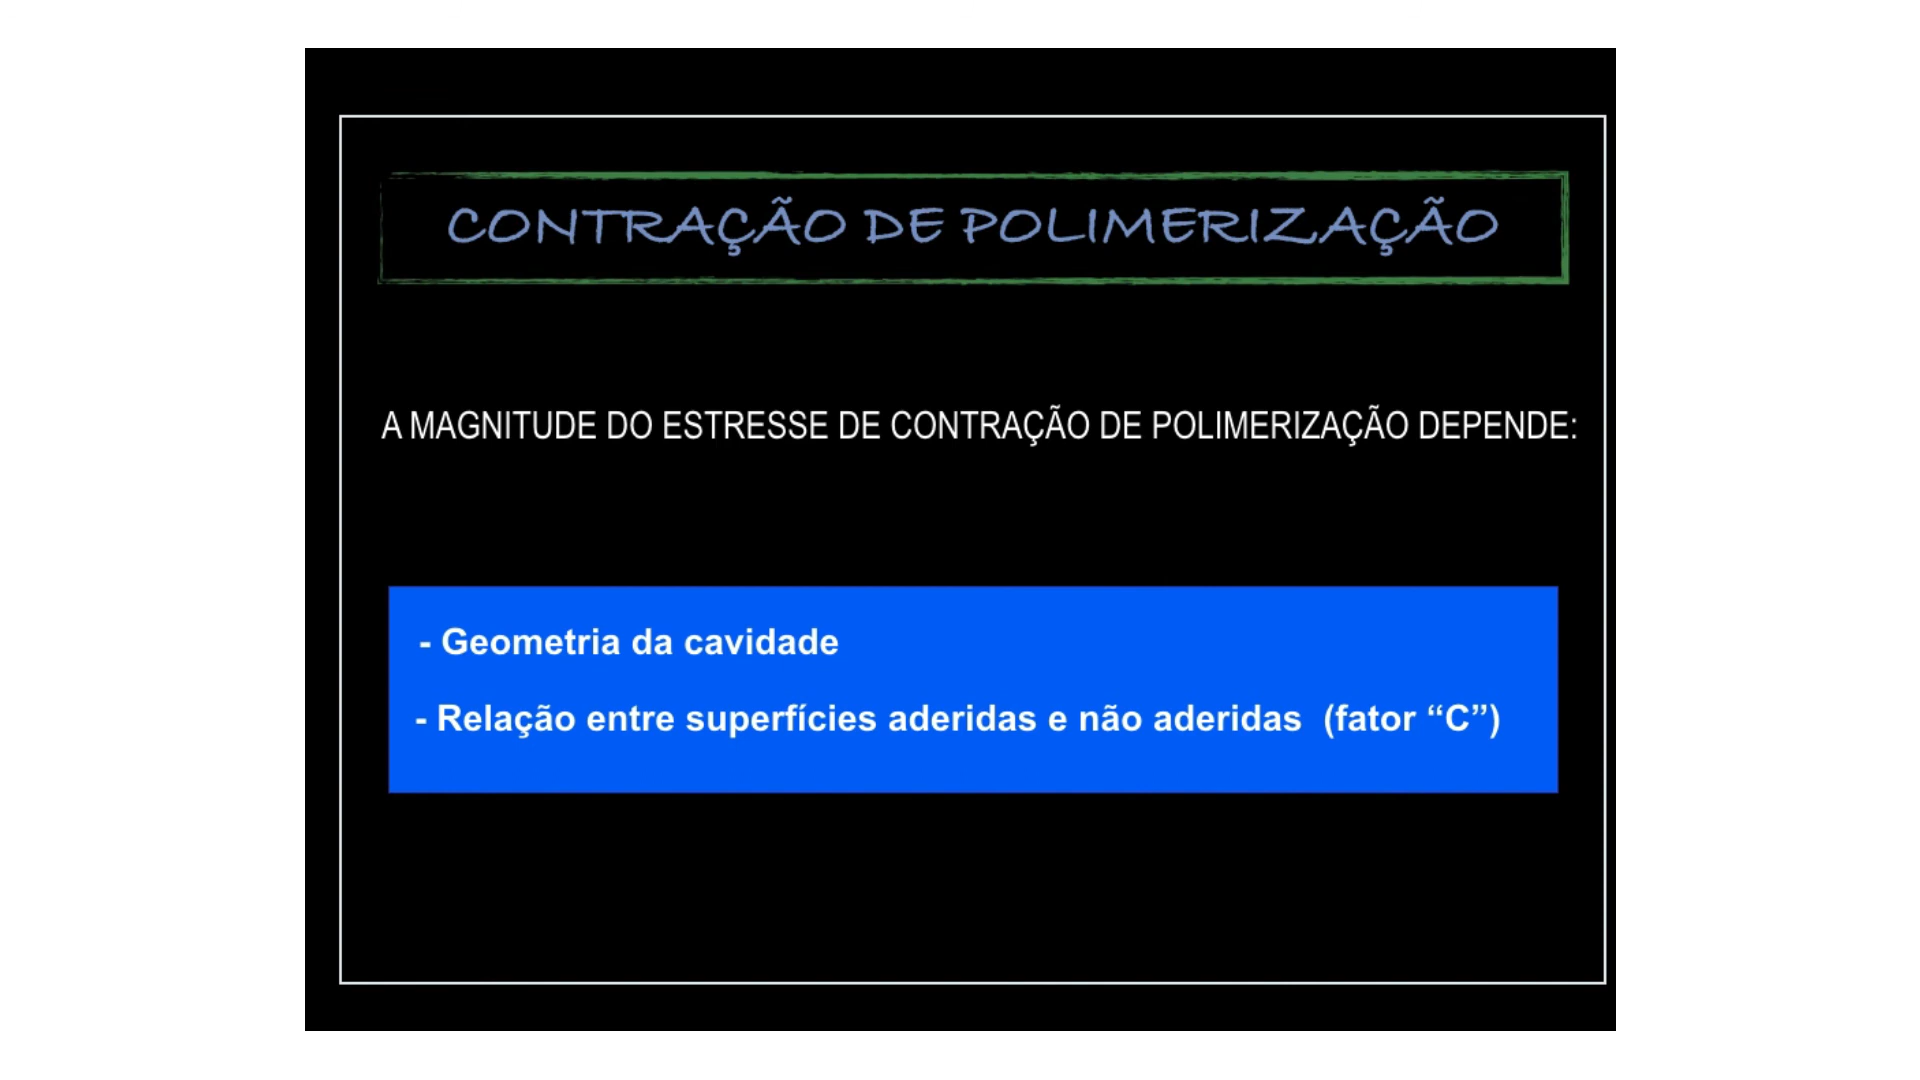 CONTRAÇÃO DE POLIMERIZAÇÃO
A MAGNITUDE DO ESTRESSE DE CONTRAÇÃO DE POLIMERIZAÇÃO DEPENDE:
- Geometria da cavidade
- Relação entre superfícies aderidas e não aderidas (fator “C”)